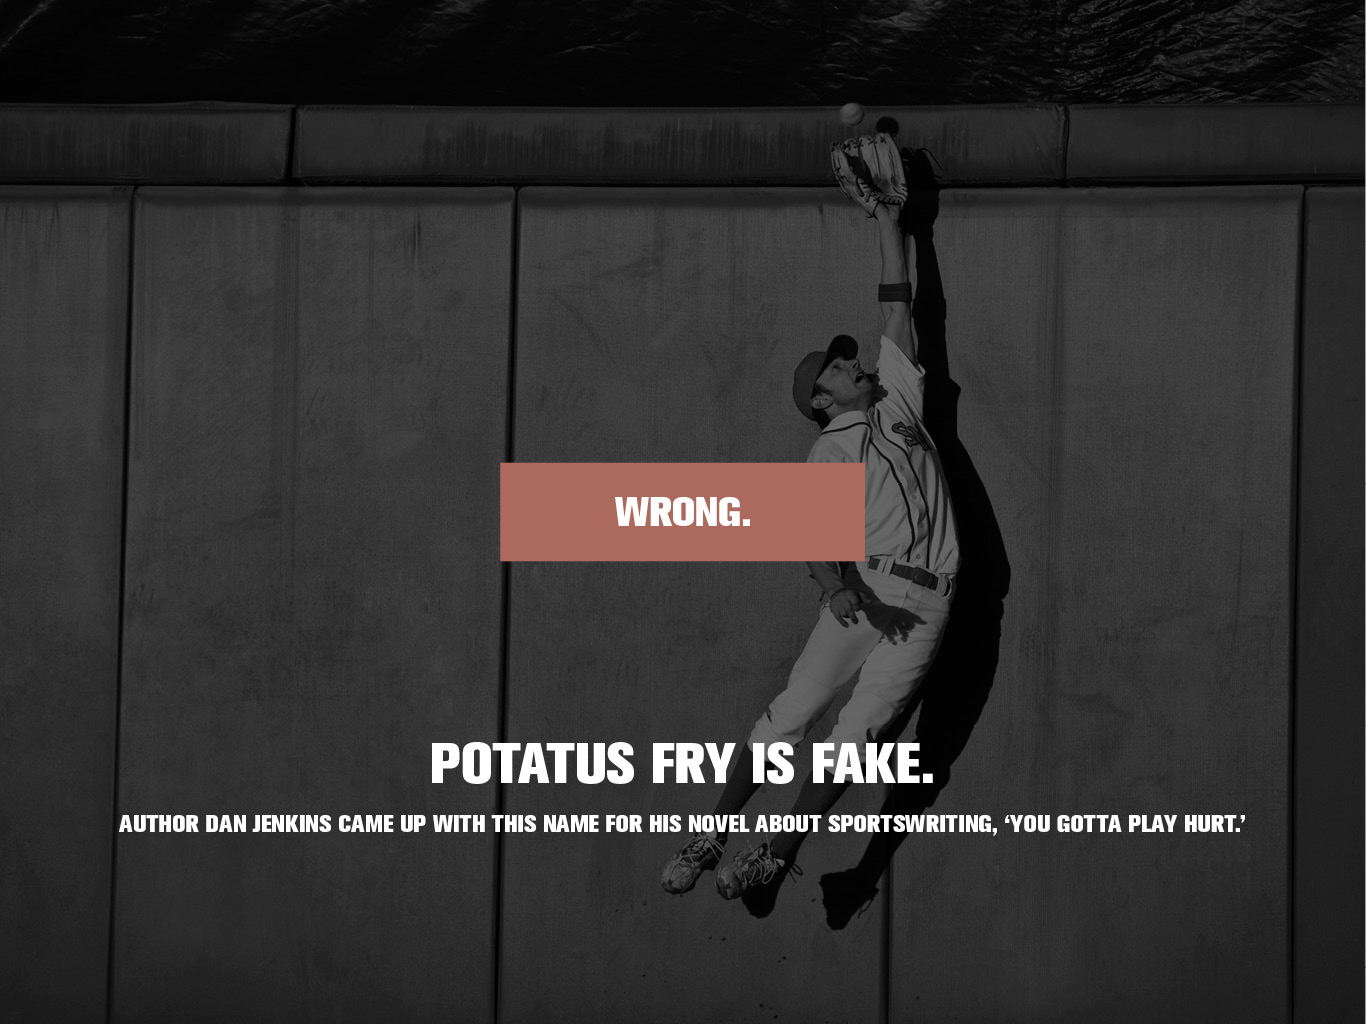 WRONG.
POTATUS FRY IS FAKE.
AUTHOR DAN JENKINS CAME UP WITH THIS NAME FOR HIS NOVEL ABOUT SPORTSWRITING, ‘YOU GOTTA PLAY HURT.’